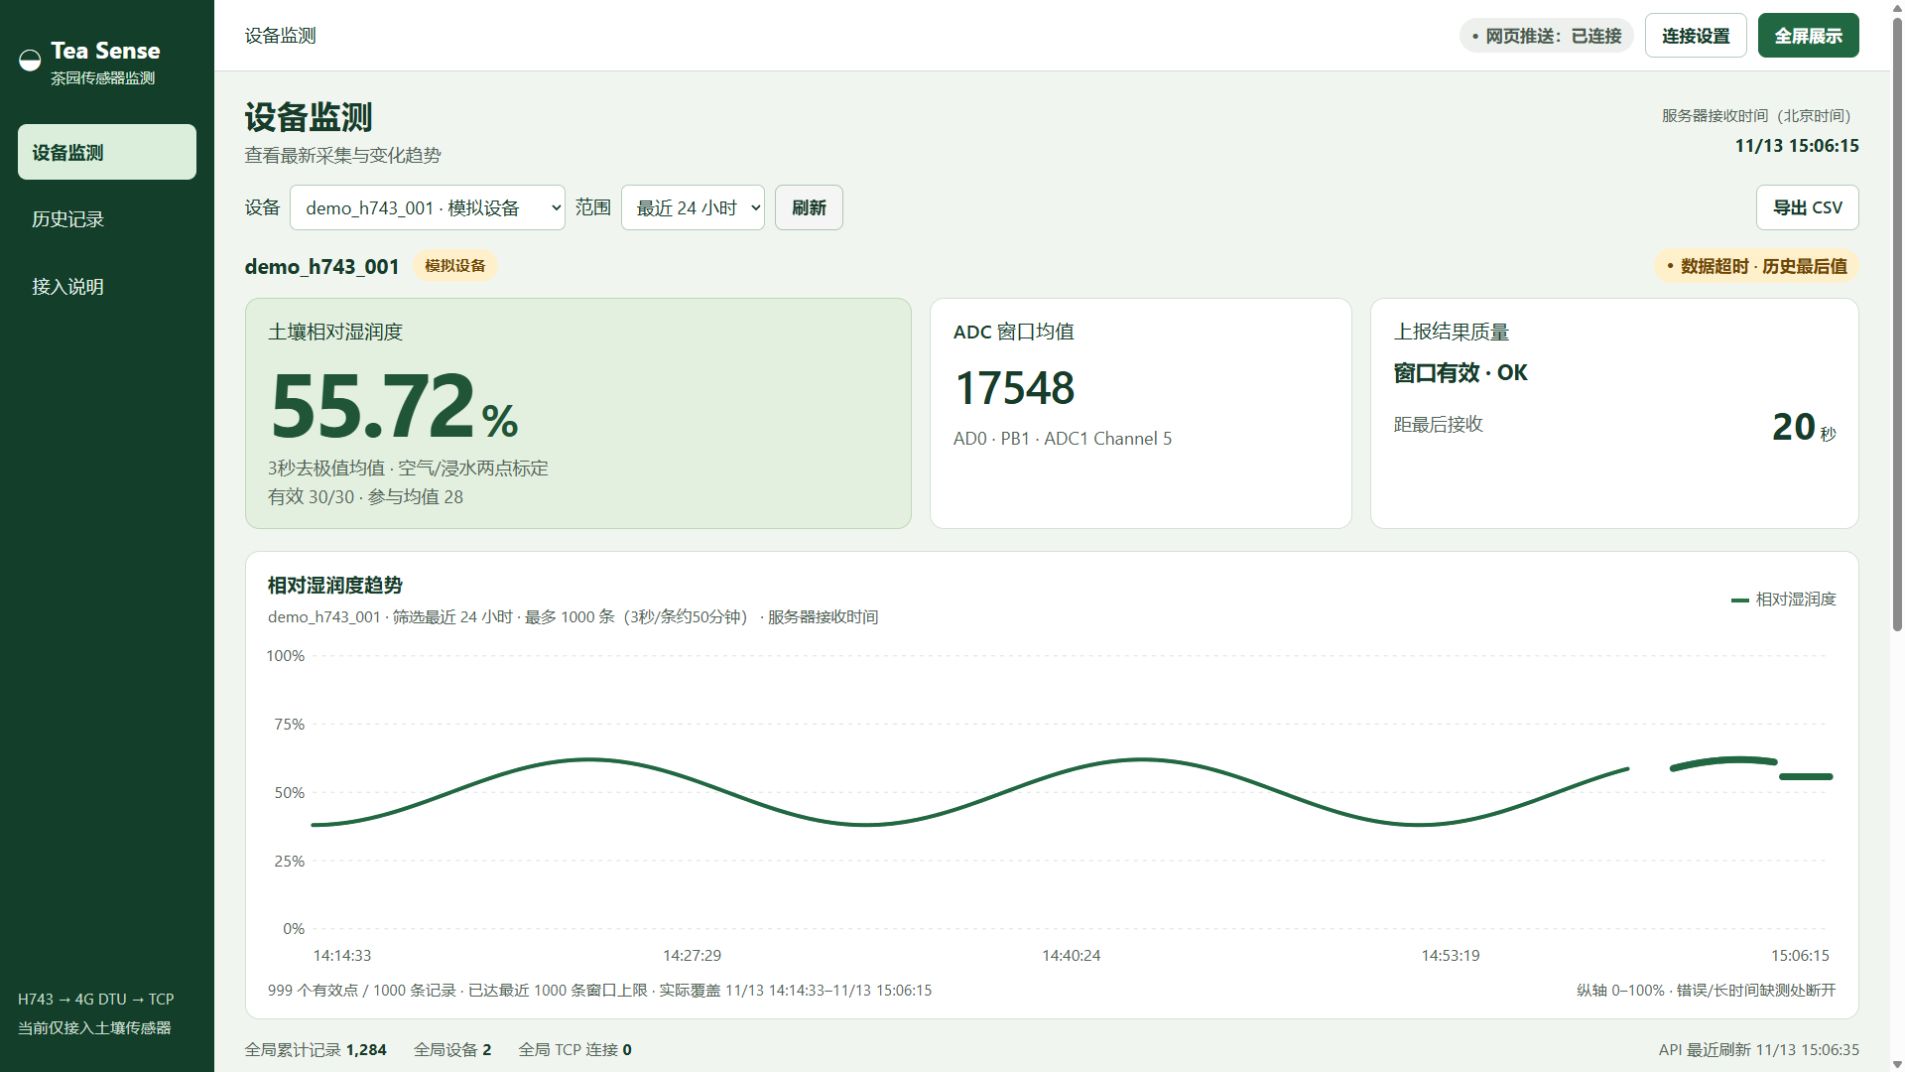 Tea Sense
茶园传感器监测
设备监测
历史记录
接入说明
H743 → 4G DTU → TCP
当前仅接入土壤传感器
设备监测
• 网页推送：已连接
连接设置
全屏展示
设备监测
查看最新采集与变化趋势
服务器接收时间（北京时间）
11/13 15:06:15
设备 demo_h743_001 · 模拟设备 范围 最近 24 小时 刷新
导出 CSV
demo_h743_001 模拟设备
• 数据超时 · 历史最后值
土壤相对湿润度
55.72%
3秒去极值均值 · 空气/浸水两点标定
有效 30/30 · 参与均值 28
ADC 窗口均值
17548
AD0 · PB1 · ADC1 Channel 5
上报结果质量
窗口有效 · OK
距最后接收 20 秒
相对湿润度趋势
demo_h743_001 · 筛选最近 24 小时 · 最多 1000 条（3秒/条约50分钟） · 服务器接收时间
相对湿润度
100%
75%
50%
25%
0%
14:14:33 14:27:29 14:40:24 14:53:19 15:06:15
999 个有效点 / 1000 条记录 · 已达最近 1000 条窗口上限 · 实际覆盖 11/13 14:14:33–11/13 15:06:15
纵轴 0–100% · 错误/长时间缺测处断开
全局累计记录 1,284 全局设备 2 全局 TCP 连接 0
API 最近刷新 11/13 15:06:35